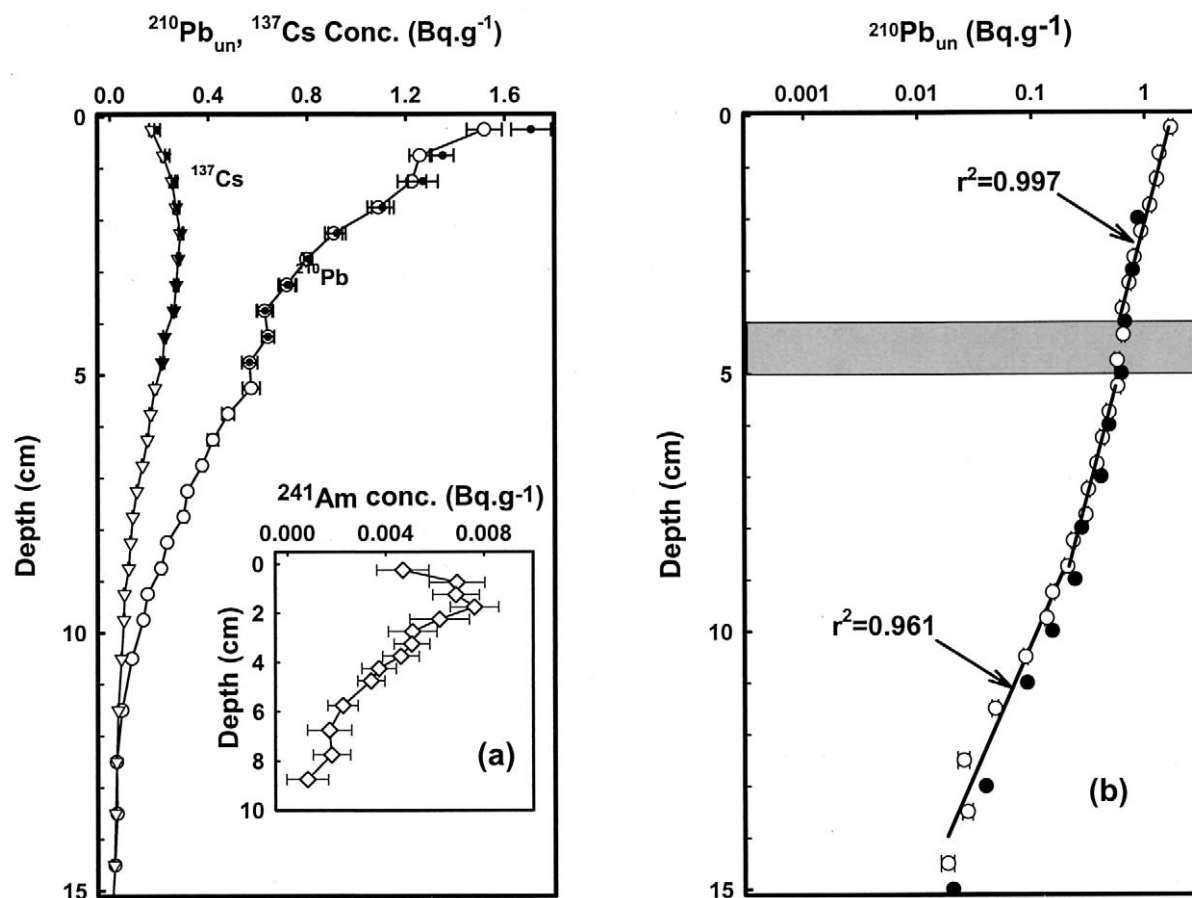 ²¹⁰Pbᵤₙ, ¹³⁷Cs Conc. (Bq.g⁻¹)
0.0 0.4 0.8 1.2 1.6
0
5
10
15
Depth (cm)
¹³⁷Cs
²¹⁰Pb
²⁴¹Am conc. (Bq.g⁻¹)
0.000 0.004 0.008
0
2
4
6
8
10
Depth (cm)
(a)
²¹⁰Pbᵤₙ (Bq.g⁻¹)
0.001 0.01 0.1 1
0
5
10
15
Depth (cm)
r²=0.997
r²=0.961
(b)